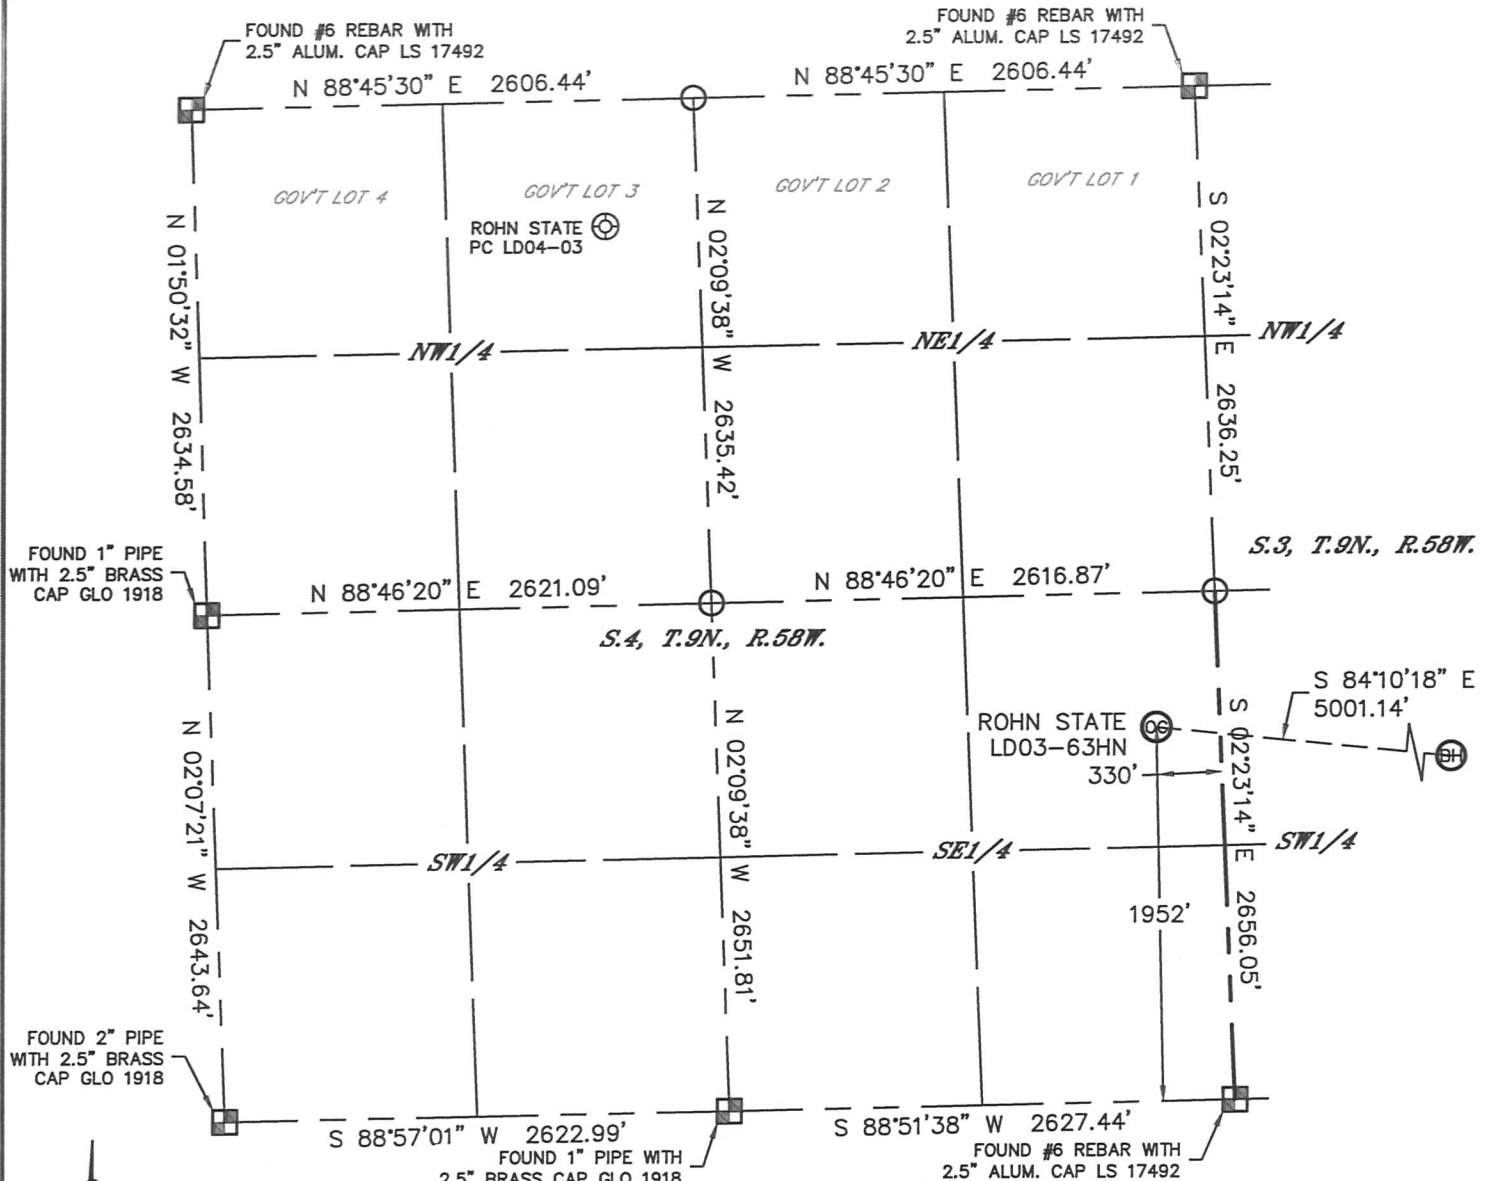 FOUND #6 REBAR WITH
2.5" ALUM. CAP LS 17492
FOUND #6 REBAR WITH
2.5" ALUM. CAP LS 17492
N 88°45'30" E 2606.44'
N 88°45'30" E 2606.44'
GOV'T LOT 4
GOV'T LOT 3
GOV'T LOT 2
GOV'T LOT 1
ROHN STATE
PC LD04-03
N 01°50'32" W 2634.58'
N 02°09'38" W 2635.42'
S 02°23'14" E 2636.25'
NW1/4
NE1/4
NW1/4
FOUND 1" PIPE
WITH 2.5" BRASS
CAP GLO 1918
N 88°46'20" E 2621.09'
N 88°46'20" E 2616.87'
S.3, T.9N., R.58W.
S.4, T.9N., R.58W.
ROHN STATE
LD03-63HN
OG
S 84°10'18" E
5001.14'
BH
330'
N 02°07'21" W 2643.64'
N 02°09'38" W 2651.81'
S 02°23'14" E 2656.05'
SW1/4
SE1/4
SW1/4
1952'
FOUND 2" PIPE
WITH 2.5" BRASS
CAP GLO 1918
S 88°57'01" W 2622.99'
S 88°51'38" W 2627.44'
FOUND 1" PIPE WITH
2.5" BRASS CAP GLO 1918
FOUND #6 REBAR WITH
2.5" ALUM. CAP LS 17492